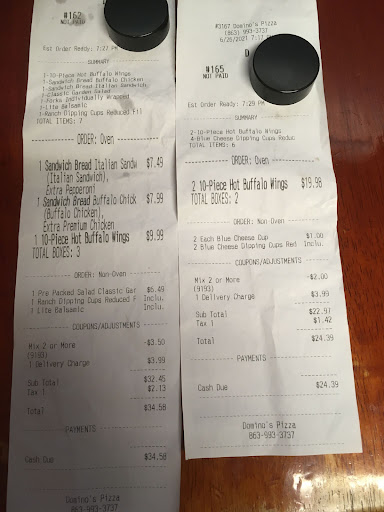 #162
NOT PAID
Est Order Ready: 7:27 PM
SUMMARY
1-10-Piece Hot Buffalo Wings
1-Sandwich Bread Buffalo Chicken
1-Sandwich Bread Italian Sandwich
1-Classic Garden Salad
1-Forks Individually Wrapped
1-Lite Balsamic
1-Ranch Dipping Cups Reduced Fil
TOTAL ITEMS: 7
ORDER: Oven
1 Sandwich Bread Italian Sandw $7.49
(Italian Sandwich),
Extra Pepperoni
1 Sandwich Bread Buffalo Chick $7.99
(Buffalo Chicken),
Extra Premium Chicken
1 10-Piece Hot Buffalo Wings $9.99
TOTAL BOXES: 3
ORDER: Non-Oven
1 Pre Packed Salad Classic Gar $6.49
1 Ranch Dipping Cups Reduced F Inclu.
1 Lite Balsamic Inclu.
COUPONS/ADJUSTMENTS
Mix 2 or More -$3.50
(9193)
1 Delivery Charge $3.99
Sub Total $32.45
Tax 1 $2.13
Total $34.58
PAYMENTS
Cash Due $34.58
Domino's Pizza
#3167 Domino's Pizza
(863) 993-3737
6/26/2021
#165
NOT PAID
Est Order Ready: 7:29 PM
SUMMARY
2-10-Piece Hot Buffalo Wings
4-Blue Cheese Dipping Cups Reduc
TOTAL ITEMS: 6
ORDER: Oven
2 10-Piece Hot Buffalo Wings $19.98
TOTAL BOXES: 2
ORDER: Non-Oven
2 Each Blue Cheese Cup $1.00
2 Blue Cheese Dipping Cups Red Inclu.
COUPONS/ADJUSTMENTS
Mix 2 or More -$2.00
(9193)
1 Delivery Charge $3.99
Sub Total $22.97
Tax 1 $1.42
Total $24.39
PAYMENTS
Cash Due $24.39
Domino's Pizza
863-993-3737